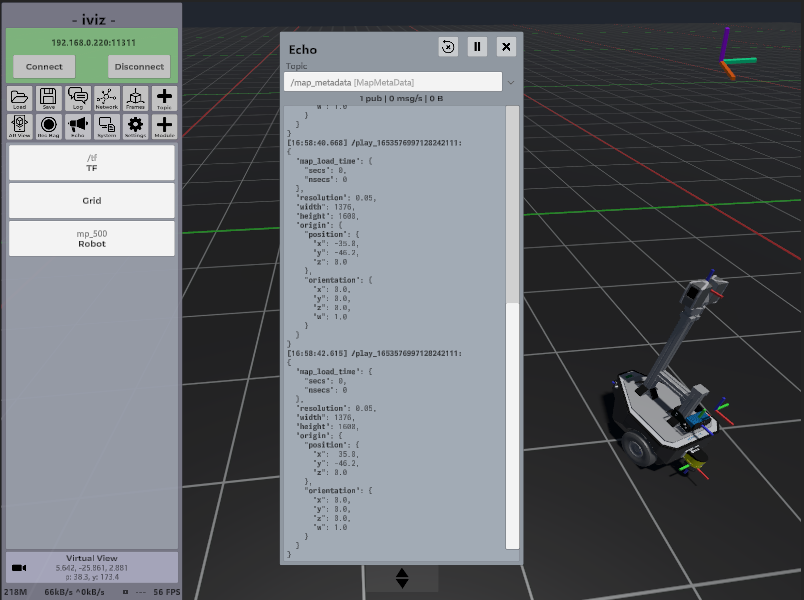 - iviz -
192.168.0.220:11311
Connect
Disconnect
Load
Save
Log
Network
Frames
Topic
AR View
Rec Bag
Echo
System
Settings
Module
/tf
TF
Grid
mp_500
Robot
Virtual View
5.642, -25.861, 2.881
p: 38.3, y: 173.4
218M 66kB/s ^0kB/s --- 56 FPS
Echo
Topic
/map_metadata [MapMetaData]
1 pub | 0 msg/s | 0 B
"w": 1.0
}
]
}
[16:58:40.668] /play_1653576997128242111:
{
"map_load_time": {
"secs": 0,
"nsecs": 0
},
"resolution": 0.05,
"width": 1376,
"height": 1608,
"origin": {
"position": {
"x": -35.8,
"y": -46.2,
"z": 0.0
},
"orientation": {
"x": 0.0,
"y": 0.0,
"z": 0.0,
"w": 1.0
}
]
}
[16:58:42.615] /play_1653576997128242111:
{
"map_load_time": {
"secs": 0,
"nsecs": 0
},
"resolution": 0.05,
"width": 1376,
"height": 1608,
"origin": {
"position": {
"x": 35.8,
"y": -46.2,
"z": 0.0
},
"orientation": {
"x": 0.0,
"y": 0.0,
"z": 0.0,
"w": 1.0
}
]
}